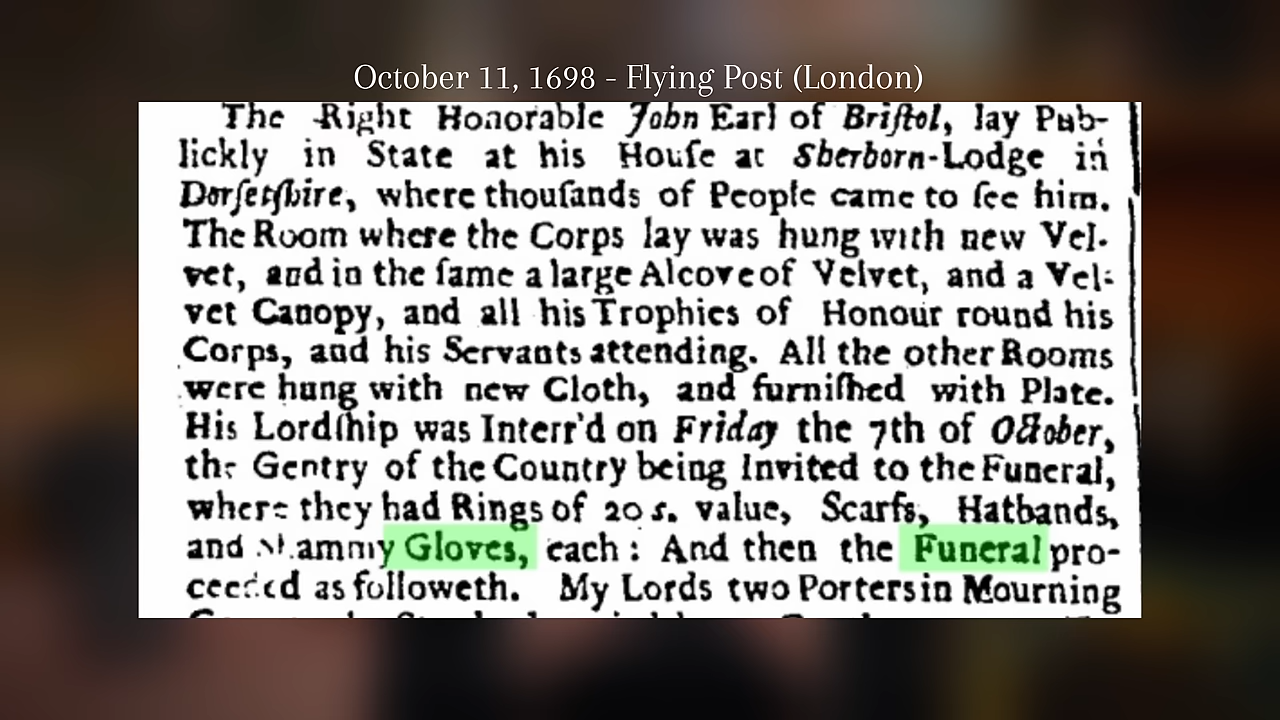 October 11, 1698 - Flying Post (London)
The Right Honorable John Earl of Briſtol, lay Pub-
lickly in State at his Houſe at Sherborn-Lodge in
Dorſetſhire, where thouſands of People came to ſee him.
The Room where the Corps lay was hung with new Vel-
vet, and in the ſame a large Alcove of Velvet, and a Vel-
vet Canopy, and all his Trophies of Honour round his
Corps, and his Servants attending. All the other Rooms
were hung with new Cloth, and furniſhed with Plate.
His Lordſhip was Interr'd on Friday the 7th of October,
the Gentry of the Country being Invited to the Funeral,
where they had Rings of 20 s. value, Scarfs, Hatbands,
and Gloves, each: And then the Funeral pro-
ceeded as followeth. My Lords two Porters in Mourning